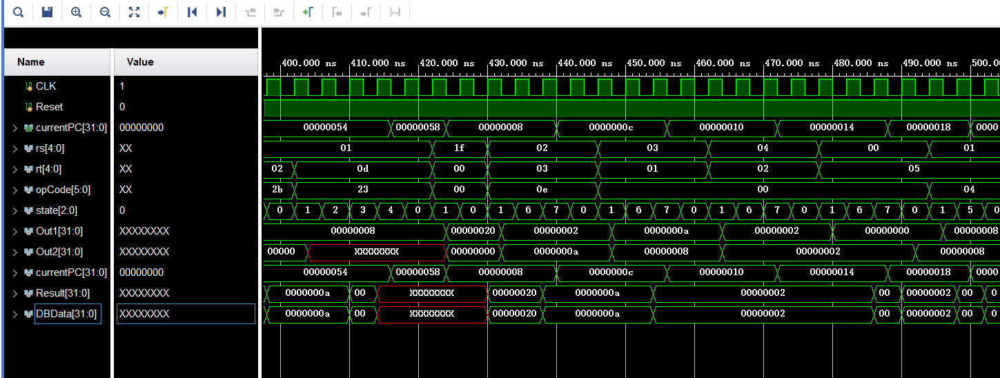 Name Value
400.000 ns 410.000 ns 420.000 ns 430.000 ns 440.000 ns 450.000 ns 460.000 ns 470.000 ns 480.000 ns 490.000 ns 500.0
CLK 1
Reset 0
currentPC[31:0] 00000000 00000054 00000058 00000008 0000000c 00000010 00000014 00000018 0000
rs[4:0] XX 01 1f 02 03 04 00 01
rt[4:0] XX 02 0d 00 03 01 02 05
opCode[5:0] XX 2b 23 00 0e 00 04
state[2:0] 0 0 1 2 3 4 0 1 0 1 6 7 0 1 6 7 0 1 6 7 0 1 6 7 0 1 5 0
Out1[31:0] XXXXXXXX 00000008 00000020 00000002 0000000a 00000002 00000000 00000008
Out2[31:0] XXXXXXXX 00000 XXXXXXXX 00000000 0000000a 00000008 00000002 00000008
currentPC[31:0] 00000000 00000054 00000058 00000008 0000000c 00000010 00000014 00000018 0000
Result[31:0] XXXXXXXX 0000000a 00 XXXXXXXX 00000020 0000000a 00000002 00 00000002 00 0
DBData[31:0] XXXXXXXX 0000000a 00 XXXXXXXX 00000020 0000000a 00000002 00 00000002 00 0